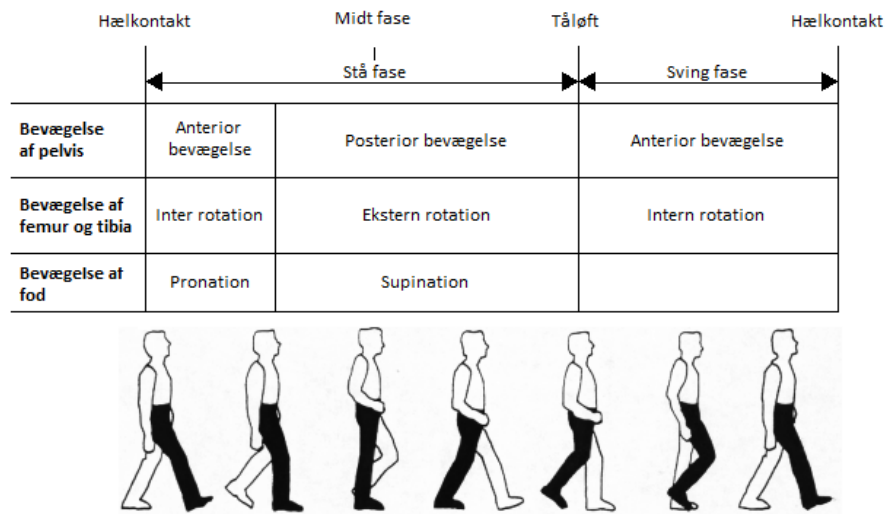 Hælkontakt
Midt fase
Tåløft
Hælkontakt
Stå fase
Sving fase
Bevægelse
af pelvis
Anterior
bevægelse
Posterior bevægelse
Anterior bevægelse
Bevægelse af
femur og tibia
Inter rotation
Ekstern rotation
Intern rotation
Bevægelse af
fod
Pronation
Supination